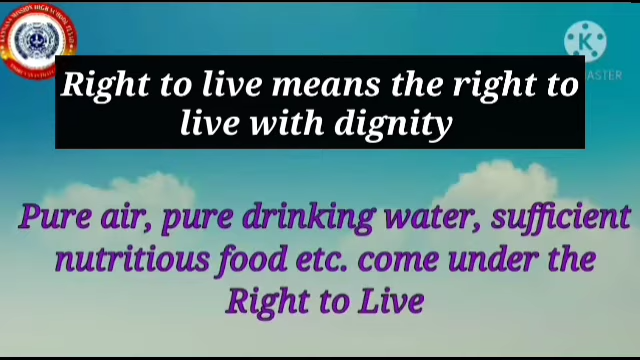 K
ASTER
Right to live means the right to
live with dignity
Pure air, pure drinking water, sufficient
nutritious food etc. come under the
Right to Live